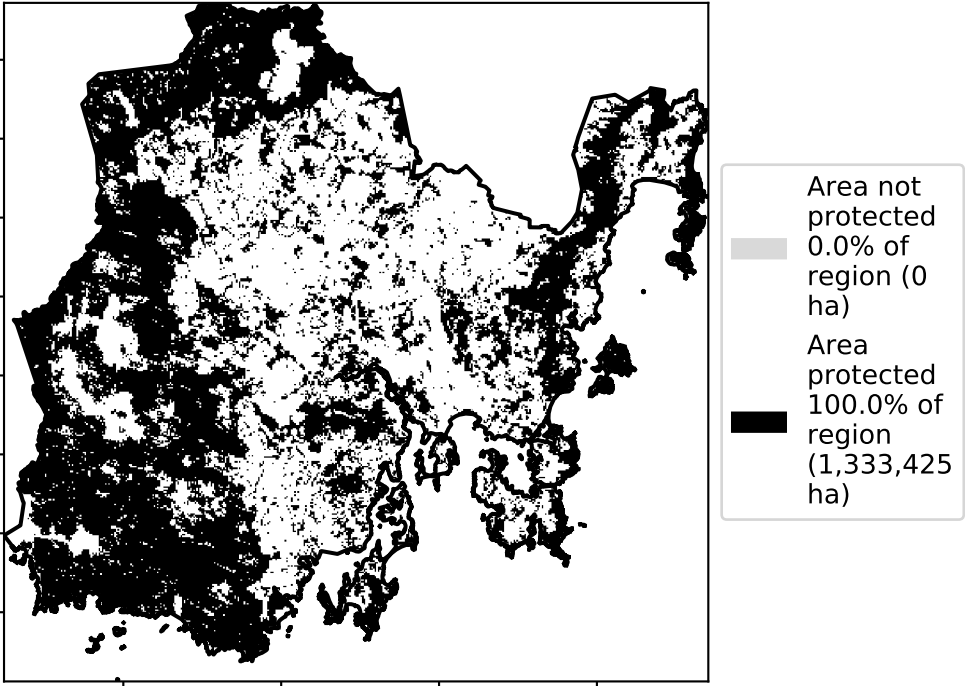 Area not
protected
0.0% of
region (0
ha)
Area
protected
100.0% of
region
(1,333,425
ha)